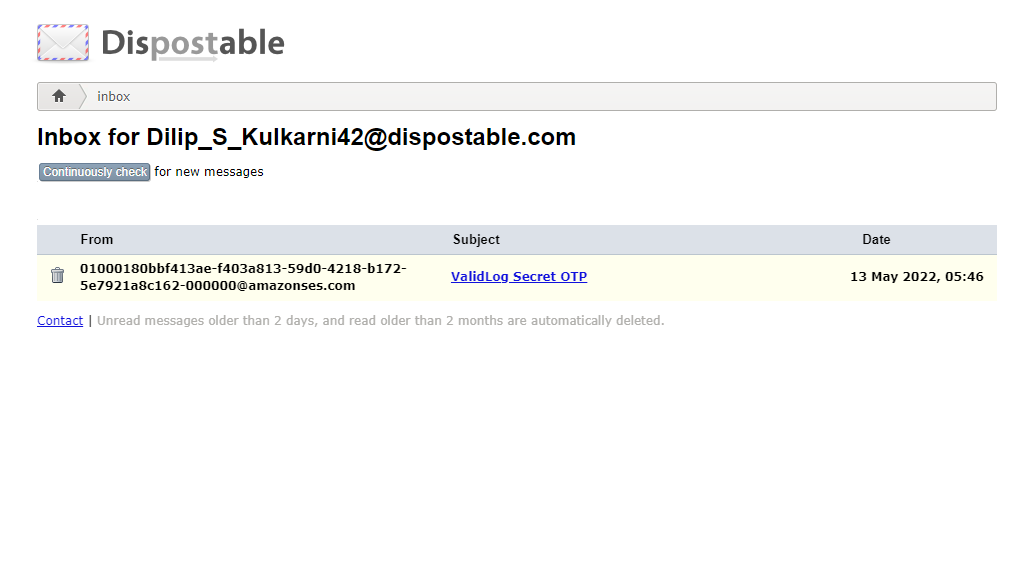 Dispostable
inbox
Inbox for Dilip_S_Kulkarni42@dispostable.com
Continuously check for new messages
From Subject Date
01000180bbf413ae-f403a813-59d0-4218-b172-
5e7921a8c162-000000@amazonses.com
ValidLog Secret OTP
13 May 2022, 05:46
Contact | Unread messages older than 2 days, and read older than 2 months are automatically deleted.